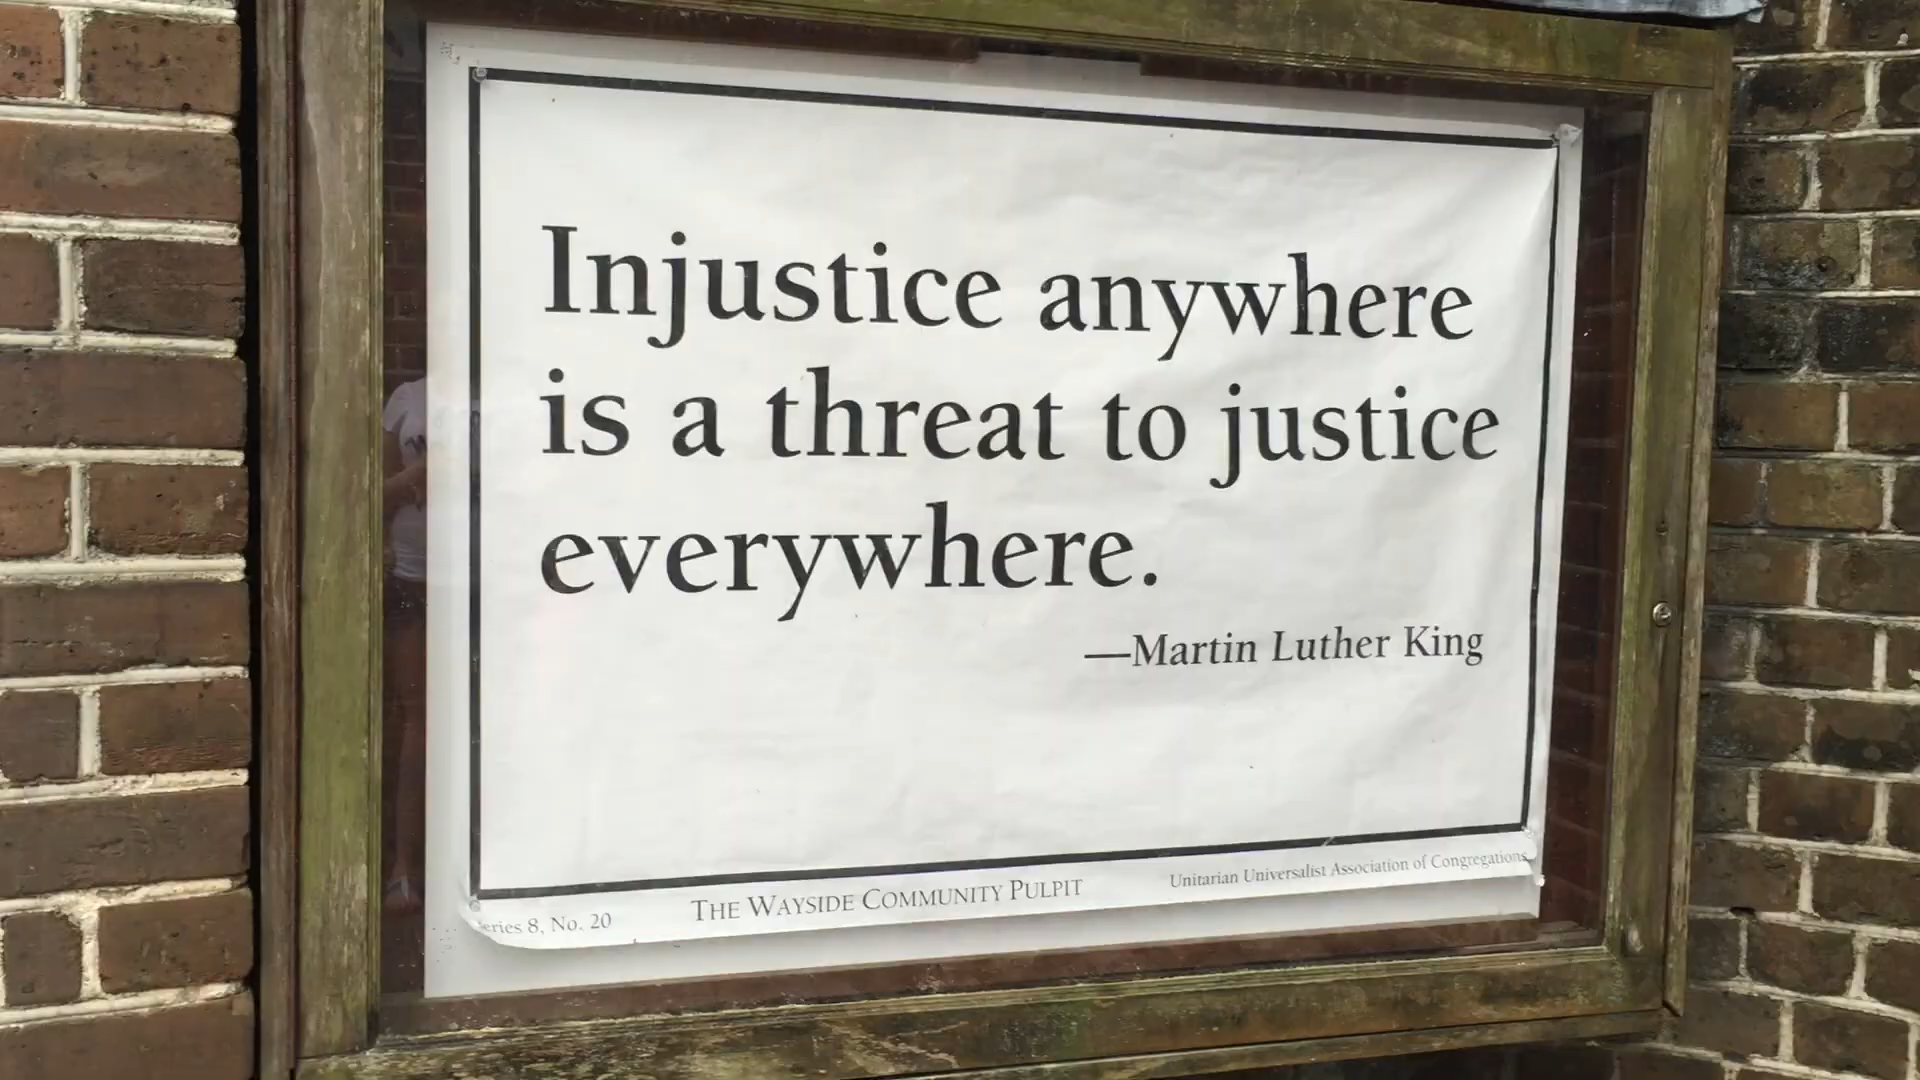 Injustice anywhere
is a threat to justice
everywhere.
—Martin Luther King
Series 8, No. 20
THE WAYSIDE COMMUNITY PULPIT
Unitarian Universalist Association of Congregations